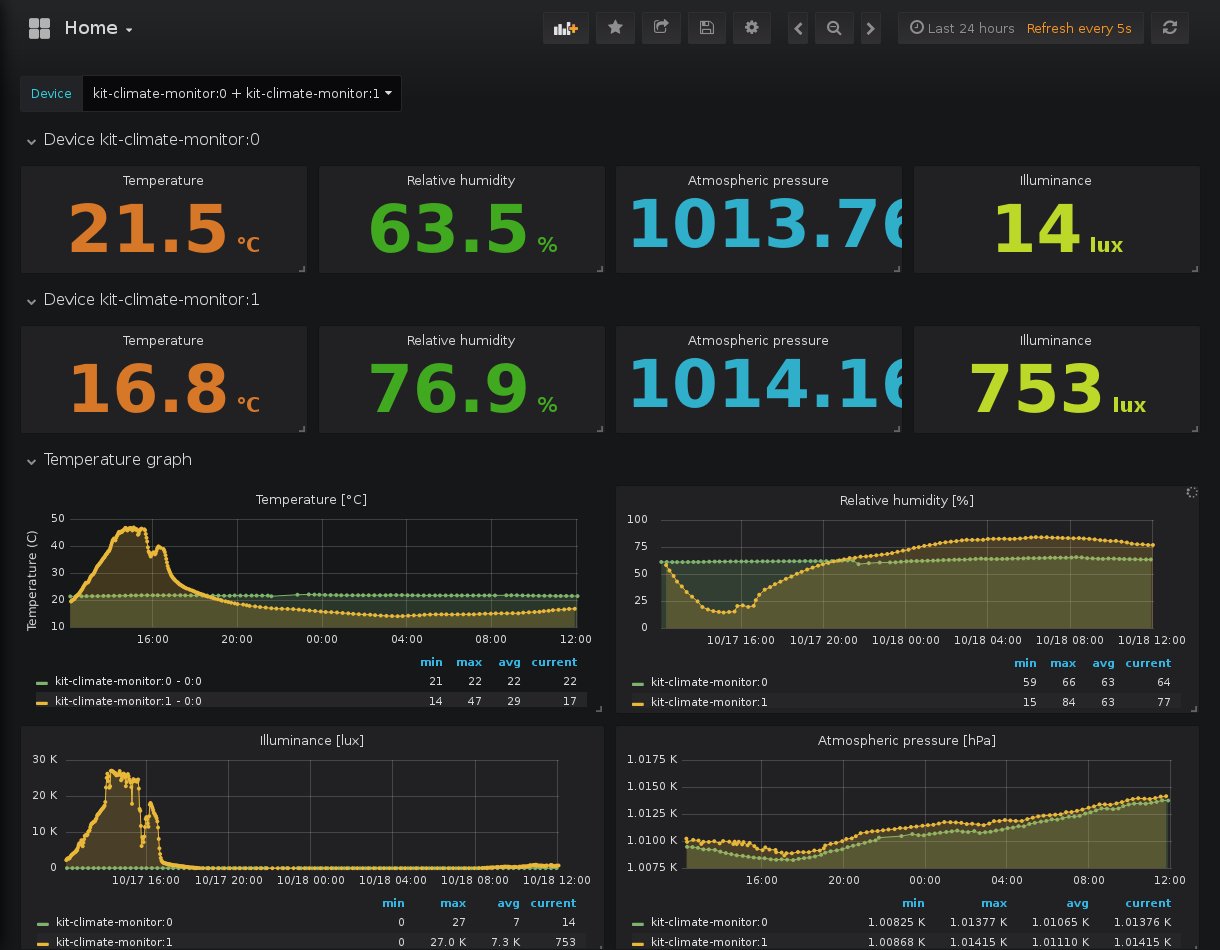 Home
Last 24 hours Refresh every 5s
Device kit-climate-monitor:0 + kit-climate-monitor:1
Device kit-climate-monitor:0
Temperature Relative humidity Atmospheric pressure Illuminance
21.5 °C 63.5 % 1013.76 14 lux
Device kit-climate-monitor:1
Temperature Relative humidity Atmospheric pressure Illuminance
16.8 °C 76.9 % 1014.16 753 lux
Temperature graph
Temperature [°C]
Temperature (C)
50
40
30
20
10
16:00 20:00 00:00 04:00 08:00 12:00
min max avg current
kit-climate-monitor:0 - 0:0 21 22 22 22
kit-climate-monitor:1 - 0:0 14 47 29 17
Relative humidity [%]
100
75
50
25
0
10/17 16:00 10/17 20:00 10/18 00:00 10/18 04:00 10/18 08:00 10/18 12:00
min max avg current
kit-climate-monitor:0 59 66 63 64
kit-climate-monitor:1 15 84 63 77
Illuminance [lux]
30 K
20 K
10 K
0
10/17 16:00 10/17 20:00 10/18 00:00 10/18 04:00 10/18 08:00 10/18 12:00
min max avg current
kit-climate-monitor:0 0 27 7 14
kit-climate-monitor:1 0 27.0 K 7.3 K 753
Atmospheric pressure [hPa]
1.0175 K
1.0150 K
1.0125 K
1.0100 K
1.0075 K
16:00 20:00 00:00 04:00 08:00 12:00
min max avg current
kit-climate-monitor:0 1.00825 K 1.01377 K 1.01065 K 1.01376 K
kit-climate-monitor:1 1.00868 K 1.01415 K 1.01110 K 1.01415 K